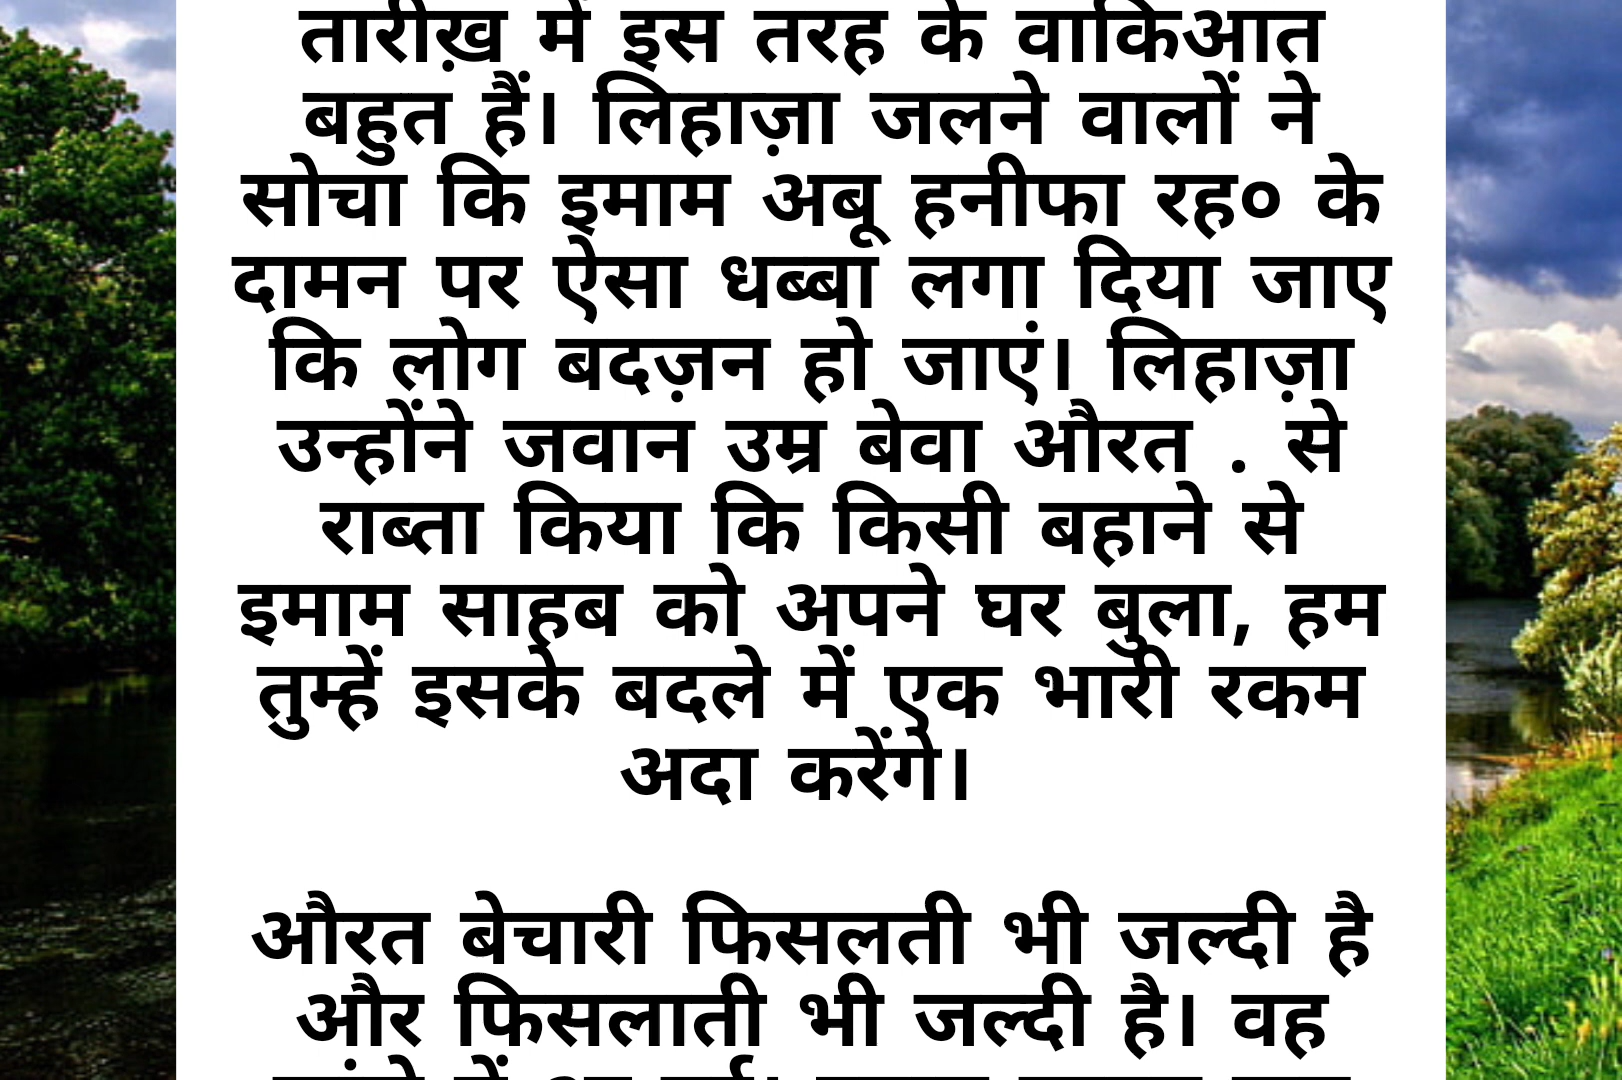 तारीख़ में इस तरह के वाकिआत
बहुत हैं। लिहाज़ा जलने वालों ने
सोचा कि इमाम अबू हनीफा रह० के
दामन पर ऐसा धब्बा लगा दिया जाए
कि लोग बदज़न हो जाएं। लिहाज़ा
उन्होंने जवान उम्र बेवा औरत . से
राब्ता किया कि किसी बहाने से
इमाम साहब को अपने घर बुला, हम
तुम्हें इसके बदले में एक भारी रकम
अदा करेंगे।
औरत बेचारी फिसलती भी जल्दी है
और फिसलाती भी जल्दी है। वह